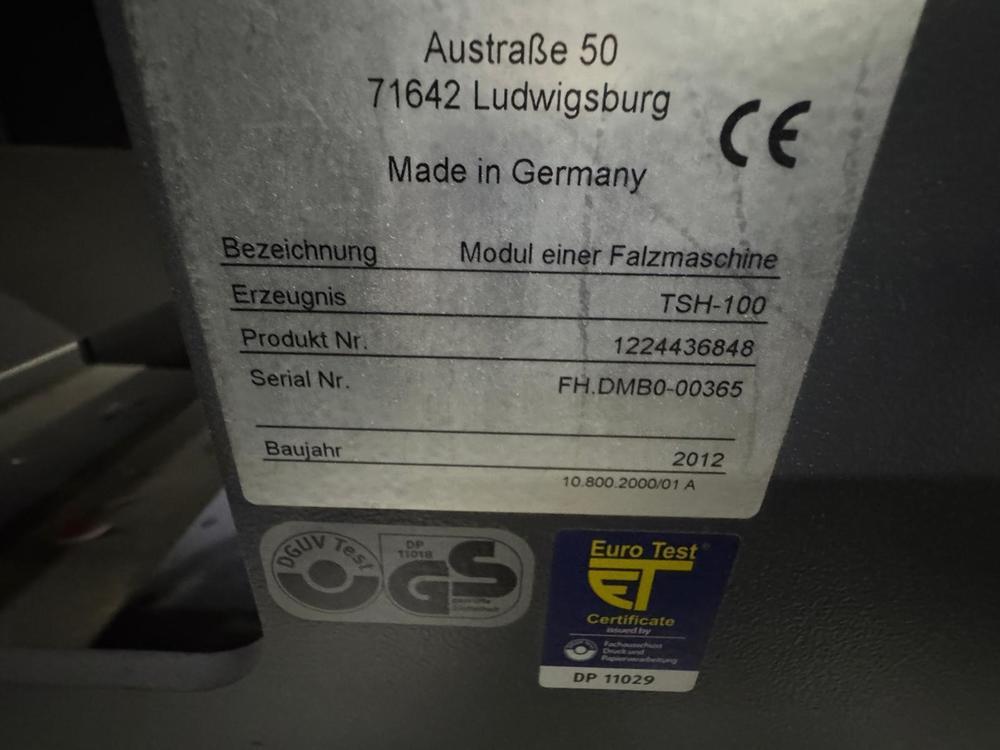 Austraße 50
71642 Ludwigsburg
CE
Made in Germany
Bezeichnung Modul einer Falzmaschine
Erzeugnis TSH-100
Produkt Nr. 1224436848
Serial Nr. FH.DMB0-00365
Baujahr 2012
10.800.2000/01 A
DGUV Test
DP
11018
GS
geprüfte
Sicherheit
Euro Test®
ET
Certificate
issued by
Fachausschuss
Druck und
Papierverarbeitung
DP 11029